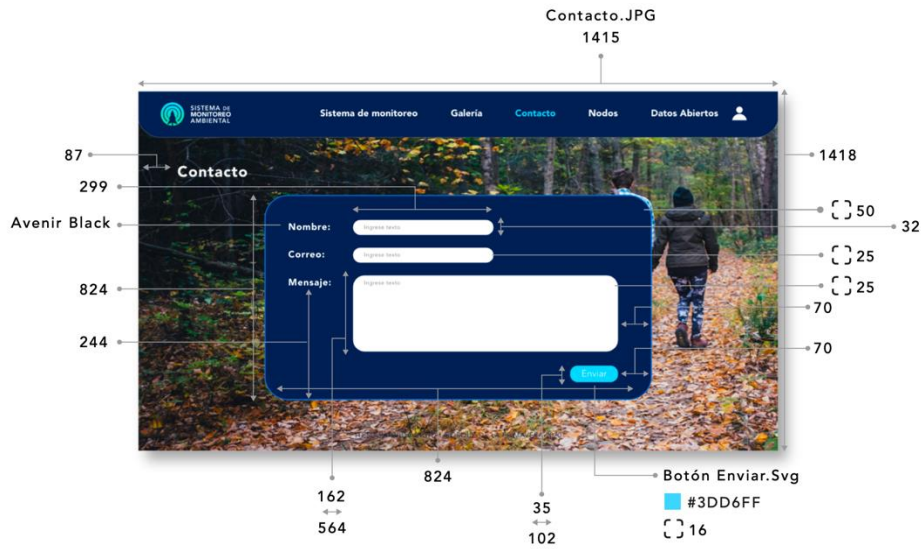 Contacto.JPG
1415
SISTEMA DE
MONITOREO
AMBIENTAL
Sistema de monitoreo
Galería
Contacto
Nodos
Datos Abiertos
87
Contacto
1418
299
50
Avenir Black
Nombre:
Ingrese texto
32
Correo:
Ingrese texto
25
Mensaje:
Ingrese texto
25
824
70
244
70
Enviar
824
Botón Enviar.Svg
162
35
#3DD6FF
564
102
16